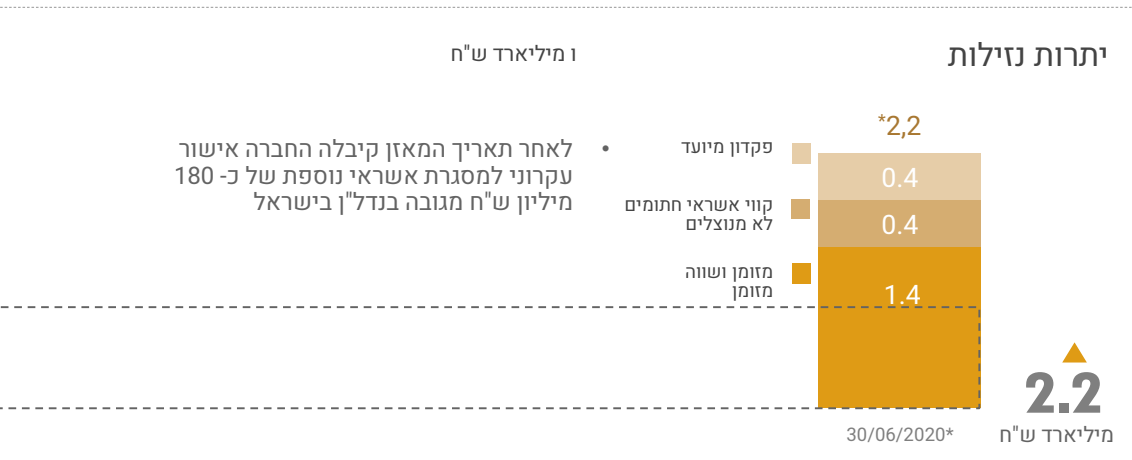 יתרות נזילות
ו מיליארד ש"ח
*2,2
0.4
0.4
1.4
פקדון מיועד
קווי אשראי חתומים
לא מנוצלים
מזומן ושווה
מזומן
• לאחר תאריך המאזן קיבלה החברה אישור
עקרוני למסגרת אשראי נוספת של כ- 180
מיליון ש"ח מגובה בנדל"ן בישראל
2.2
מיליארד ש"ח
30/06/2020*